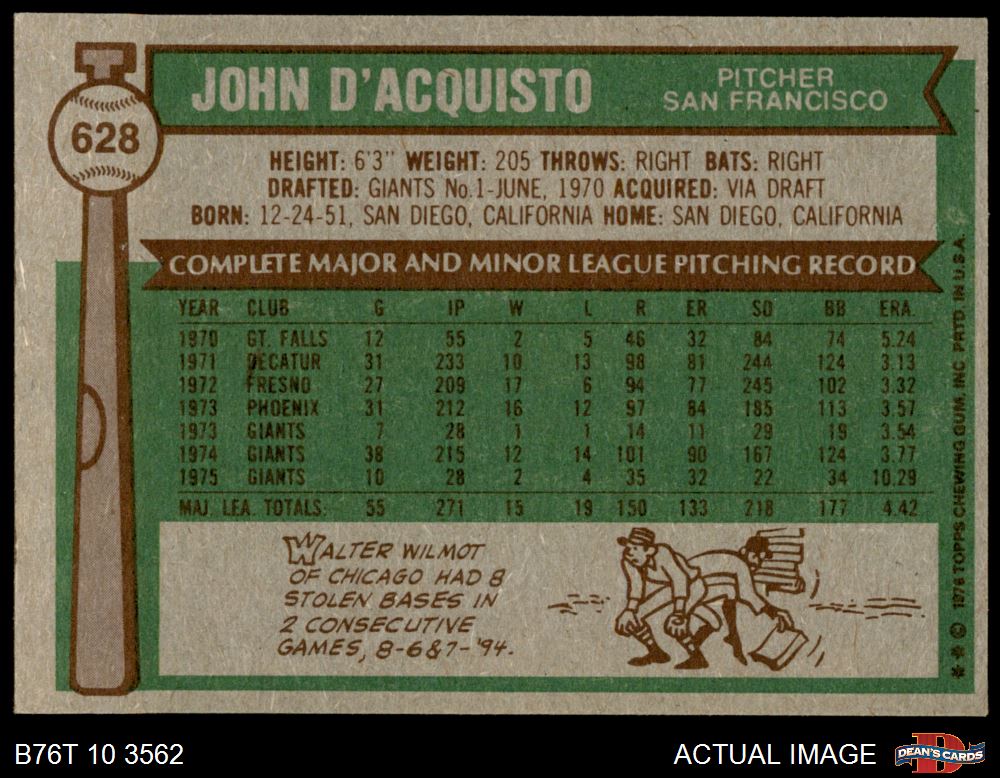 JOHN D'ACQUISTO
PITCHER
SAN FRANCISCO
628
HEIGHT: 6'3" WEIGHT: 205 THROWS: RIGHT BATS: RIGHT
DRAFTED: GIANTS No.1-JUNE, 1970 ACQUIRED: VIA DRAFT
BORN: 12-24-51, SAN DIEGO, CALIFORNIA HOME: SAN DIEGO, CALIFORNIA
COMPLETE MAJOR AND MINOR LEAGUE PITCHING RECORD
YEAR CLUB G IP W L R ER SO BB ERA.
1970 GT. FALLS 12 55 2 5 46 32 84 74 5.24
1971 DECATUR 31 233 10 13 98 81 244 124 3.13
1972 FRESNO 27 209 17 6 94 77 245 102 3.32
1973 PHOENIX 31 212 16 12 97 84 185 113 3.57
1973 GIANTS 7 28 1 1 14 11 29 19 3.54
1974 GIANTS 38 215 12 14 101 90 167 124 3.77
1975 GIANTS 10 28 2 4 35 32 22 34 10.29
MAJ. LEA. TOTALS: 55 271 15 19 150 133 218 177 4.42
WALTER WILMOT
OF CHICAGO HAD 8
STOLEN BASES IN
2 CONSECUTIVE
GAMES, 8-6&7-'94.
** © 1976 TOPPS CHEWING GUM, INC. PRTD. IN U.S.A.
B76T 10 3562
ACTUAL IMAGE
DEAN'S CARDS